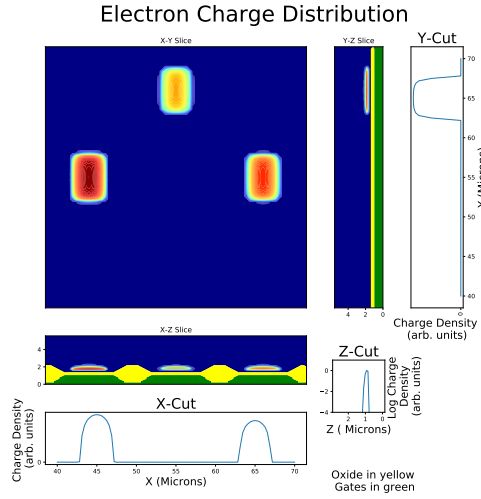 Electron Charge Distribution
X-Y Slice
Y-Z Slice
Y-Cut
70
65
60
55
50
45
40
4 2 0
0
Charge Density
(arb. units)
X-Z Slice
4
2
0
Z-Cut
0
−2
−4
2 0
Z ( Microns)
Log Charge
Density
(arb. units)
X-Cut
Charge Density
(arb. units)
0
40 45 50 55 60 65 70
X (Microns)
Oxide in yellow
Gates in green